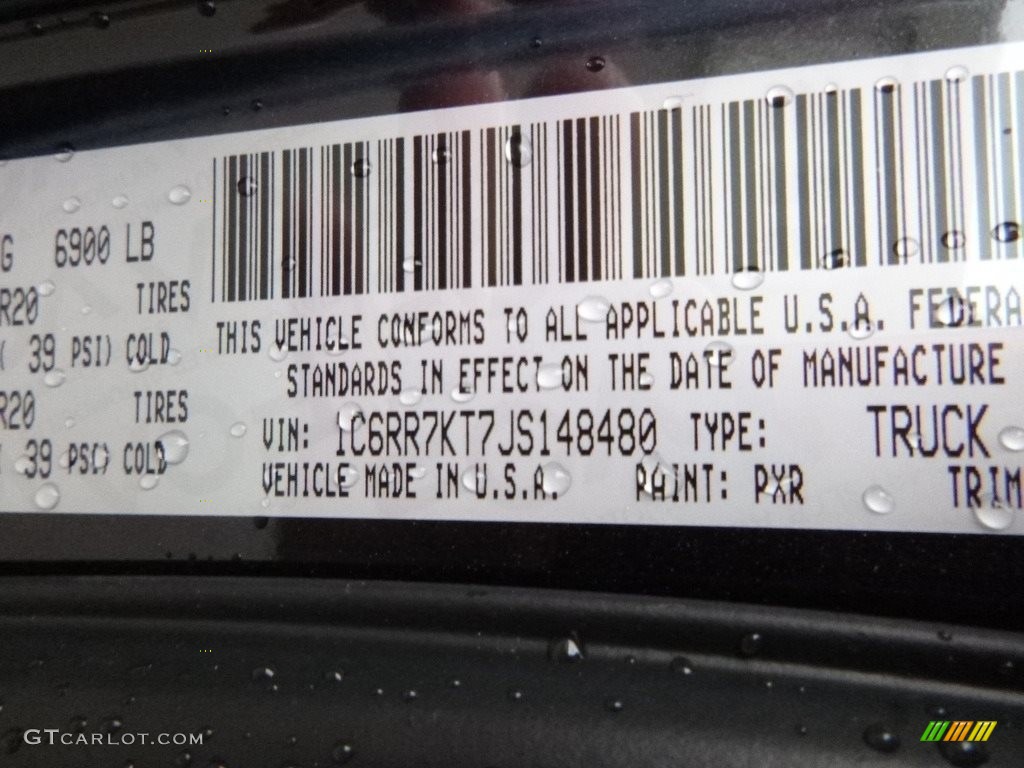 G 6900 LB
R20 TIRES
39 PSI) COLD
R20 TIRES
39 PSI) COLD
THIS VEHICLE CONFORMS TO ALL APPLICABLE U.S.A. FEDERA
STANDARDS IN EFFECT ON THE DATE OF MANUFACTURE
VIN: 1C6RR7KT7JS148480 TYPE: TRUCK
VEHICLE MADE IN U.S.A. PAINT: PXR TRIM
GTCARLOT.COM